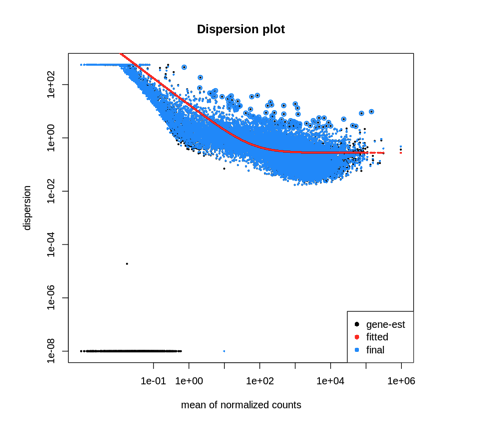 Dispersion plot
dispersion
1e+02
1e+00
1e-02
1e-04
1e-06
1e-08
1e-01
1e+00
1e+02
1e+04
1e+06
mean of normalized counts
gene-est
fitted
final